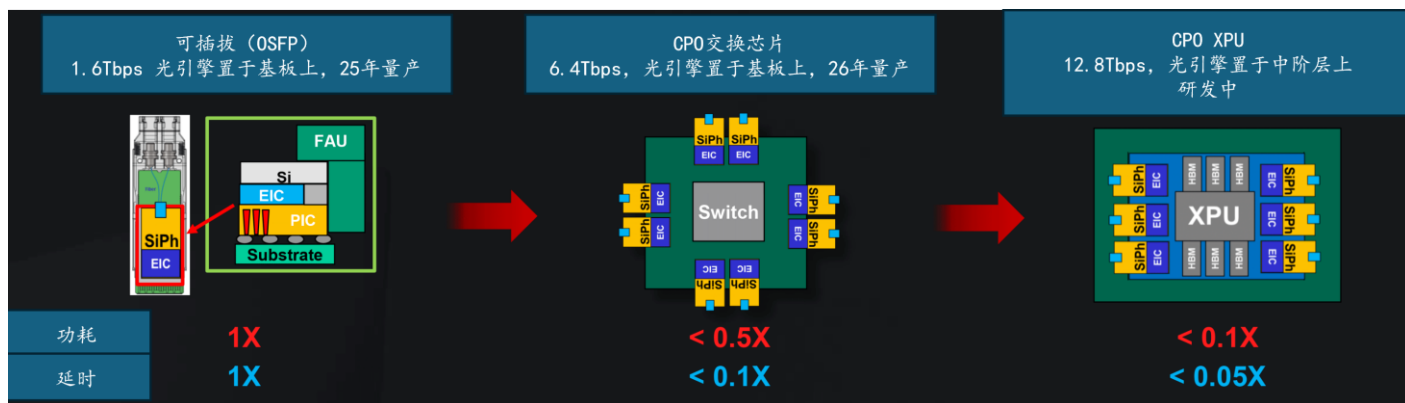 可插拔（OSFP）
1.6Tbps 光引擎置于基板上，25年量产
CPO交换芯片
6.4Tbps，光引擎置于基板上，26年量产
CPO XPU
12.8Tbps，光引擎置于中阶层上
研发中
SiPh
EIC
FAU
Si
EIC
PIC
Substrate
SiPh
EIC
SiPh
EIC
SiPh
EIC
SiPh
EIC
Switch
SiPh
EIC
SiPh
EIC
SiPh
EIC
SiPh
EIC
SiPh
EIC
SiPh
EIC
SiPh
EIC
HBM
HBM
HBM
XPU
HBM
HBM
HBM
EIC
SiPh
EIC
SiPh
EIC
SiPh
功耗
1X
< 0.5X
< 0.1X
延时
1X
< 0.1X
< 0.05X